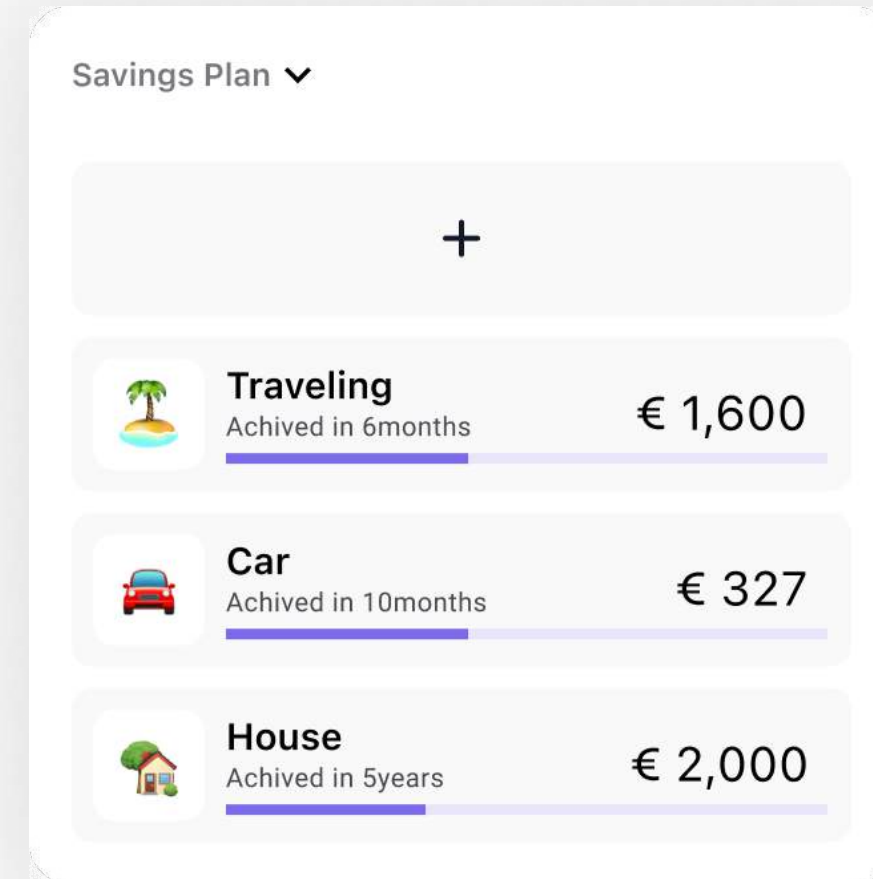 Savings Plan
+
Traveling
Achived in 6months
€ 1,600
Car
Achived in 10months
€ 327
House
Achived in 5years
€ 2,000